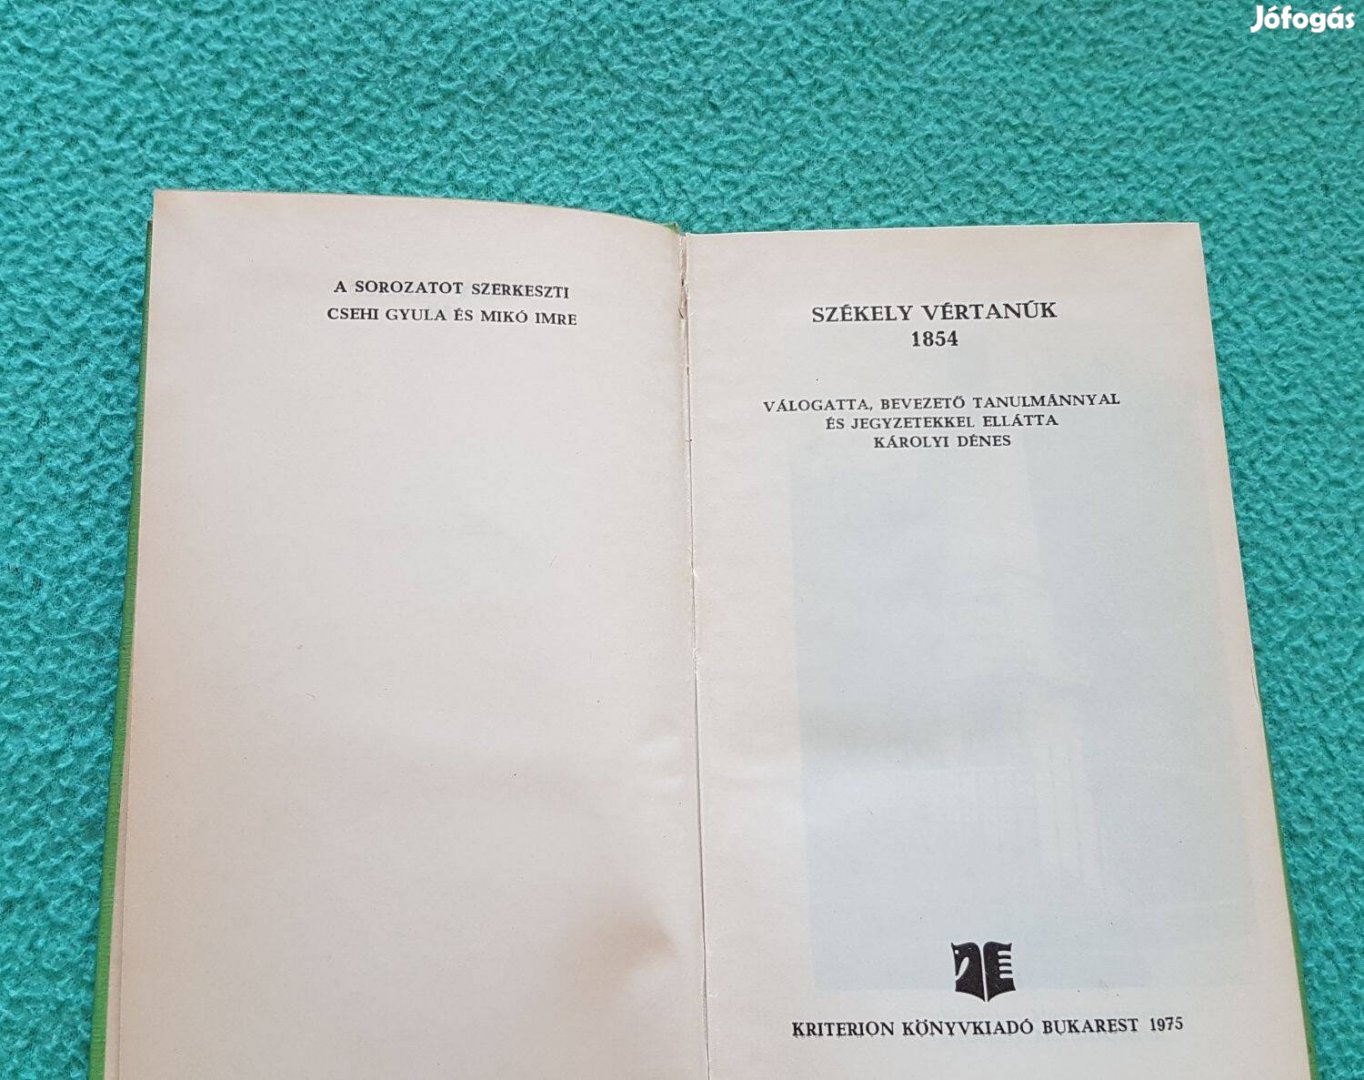 Jófogás
A SOROZATOT SZERKESZTI
CSEHI GYULA ÉS MIKÓ IMRE
SZÉKELY VÉRTANÚK
1854
VÁLOGATTA, BEVEZETŐ TANULMÁNNYAL
ÉS JEGYZETEKKEL ELLÁTTA
KÁROLYI DÉNES
KRITERION KÖNYVKIADÓ BUKAREST 1975